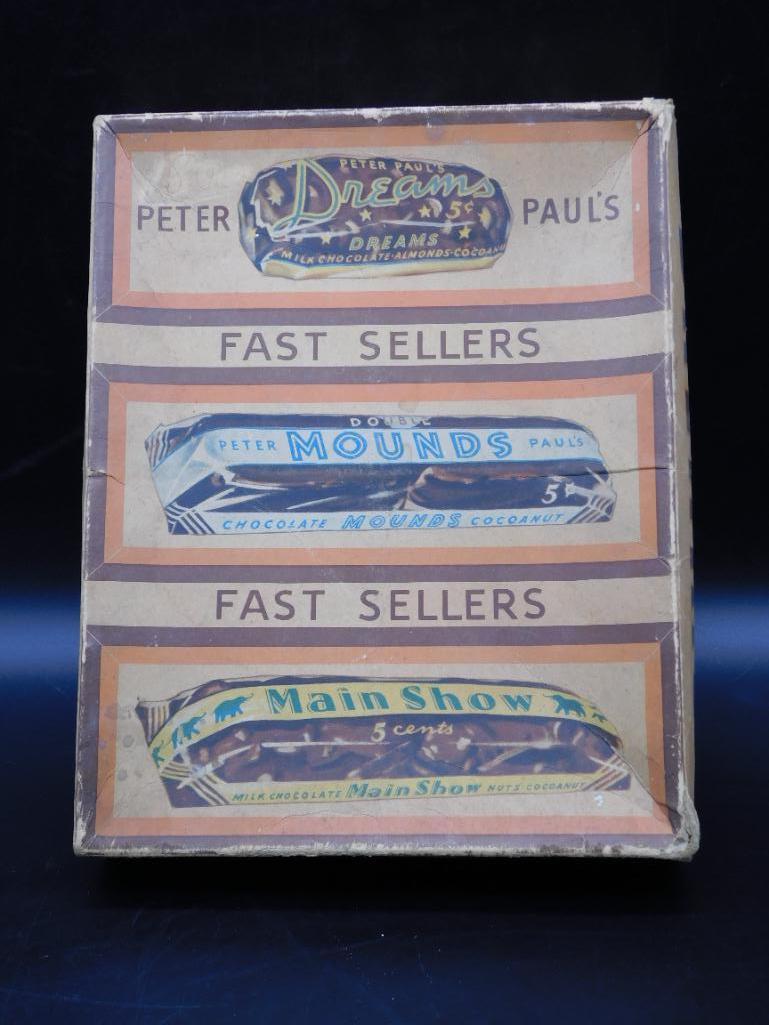 PETER PAUL'S
Dreams
PETER PAUL'S
5¢
DREAMS
MILK CHOCOLATE·ALMONDS·COCOANUT
FAST SELLERS
DOUBLE
PETER MOUNDS PAUL'S
5¢
CHOCOLATE MOUNDS COCOANUT
FAST SELLERS
Main Show
5 cents
MILK CHOCOLATE Main Show NUTS·COCOANUT